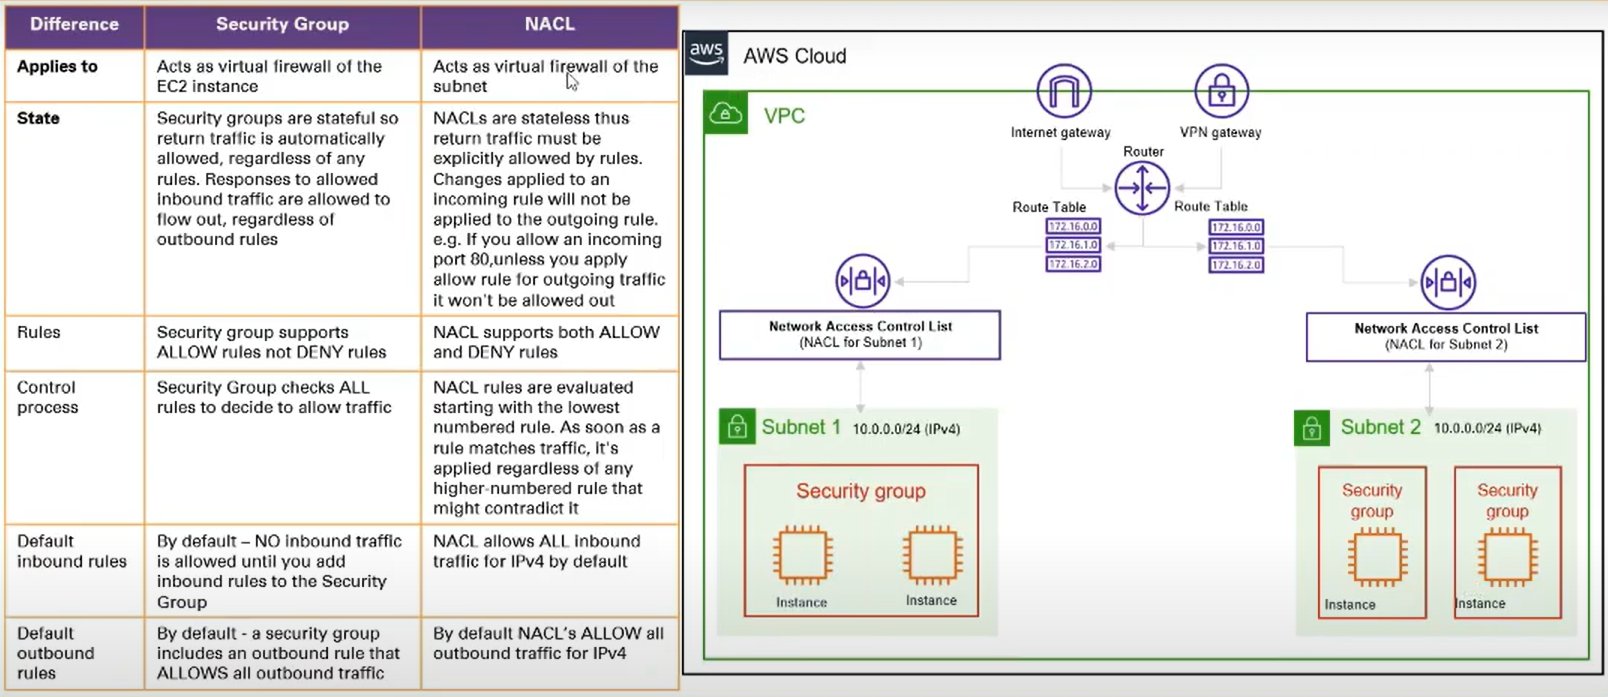 Difference
Security Group
NACL
Applies to
Acts as virtual firewall of the
EC2 instance
Acts as virtual firewall of the
subnet
State
Security groups are stateful so
return traffic is automatically
allowed, regardless of any
rules. Responses to allowed
inbound traffic are allowed to
flow out, regardless of
outbound rules
NACLs are stateless thus
return traffic must be
explicitly allowed by rules.
Changes applied to an
incoming rule will not be
applied to the outgoing rule.
e.g. If you allow an incoming
port 80,unless you apply
allow rule for outgoing traffic
it won't be allowed out
Rules
Security group supports
ALLOW rules not DENY rules
NACL supports both ALLOW
and DENY rules
Control
process
Security Group checks ALL
rules to decide to allow traffic
NACL rules are evaluated
starting with the lowest
numbered rule. As soon as a
rule matches traffic, it's
applied regardless of any
higher-numbered rule that
might contradict it
Default
inbound rules
By default – NO inbound traffic
is allowed until you add
inbound rules to the Security
Group
NACL allows ALL inbound
traffic for IPv4 by default
Default
outbound
rules
By default - a security group
includes an outbound rule that
ALLOWS all outbound traffic
By default NACL's ALLOW all
outbound traffic for IPv4
aws
AWS Cloud
VPC
Internet gateway
VPN gateway
Router
Route Table
172.16.0.0
172.16.1.0
172.16.2.0
Route Table
172.16.0.0
172.16.1.0
172.16.2.0
Network Access Control List
(NACL for Subnet 1)
Network Access Control List
(NACL for Subnet 2)
Subnet 1 10.0.0.0/24 (IPv4)
Security group
Instance
Instance
Subnet 2 10.0.0.0/24 (IPv4)
Security
group
Instance
Security
group
Instance